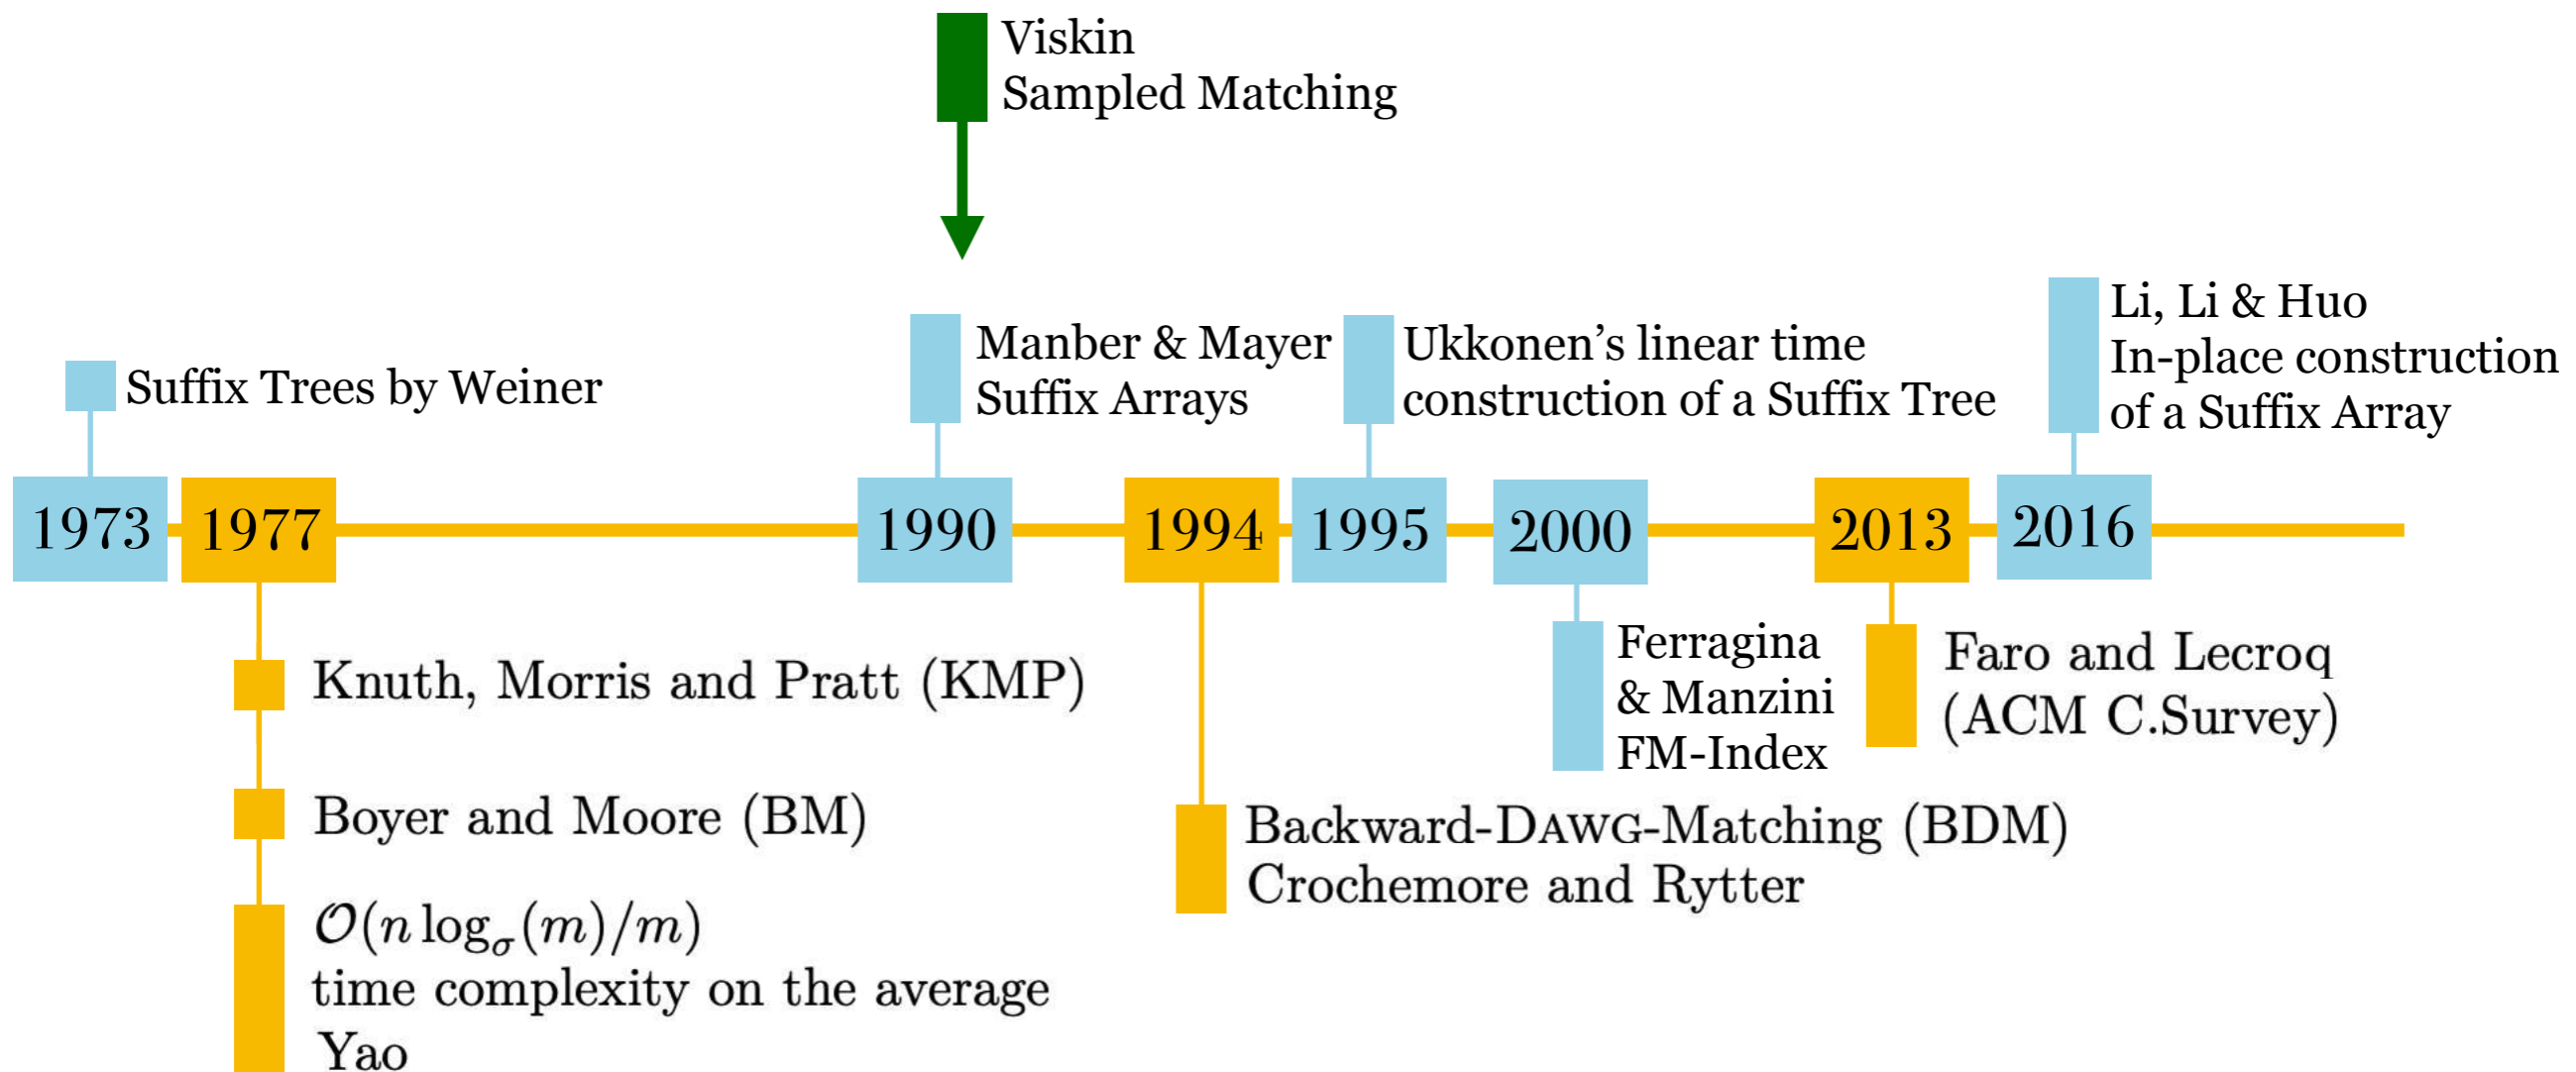 Viskin
Sampled Matching
Suffix Trees by Weiner
Manber & Mayer
Suffix Arrays
Ukkonen’s linear time
construction of a Suffix Tree
Li, Li & Huo
In-place construction
of a Suffix Array
1973
1977
1990
1994
1995
2000
2013
2016
Knuth, Morris and Pratt (KMP)
Boyer and Moore (BM)
𝒪(n log_σ(m)/m)
time complexity on the average
Yao
Backward-DAWG-Matching (BDM)
Crochemore and Rytter
Ferragina
& Manzini
FM-Index
Faro and Lecroq
(ACM C.Survey)